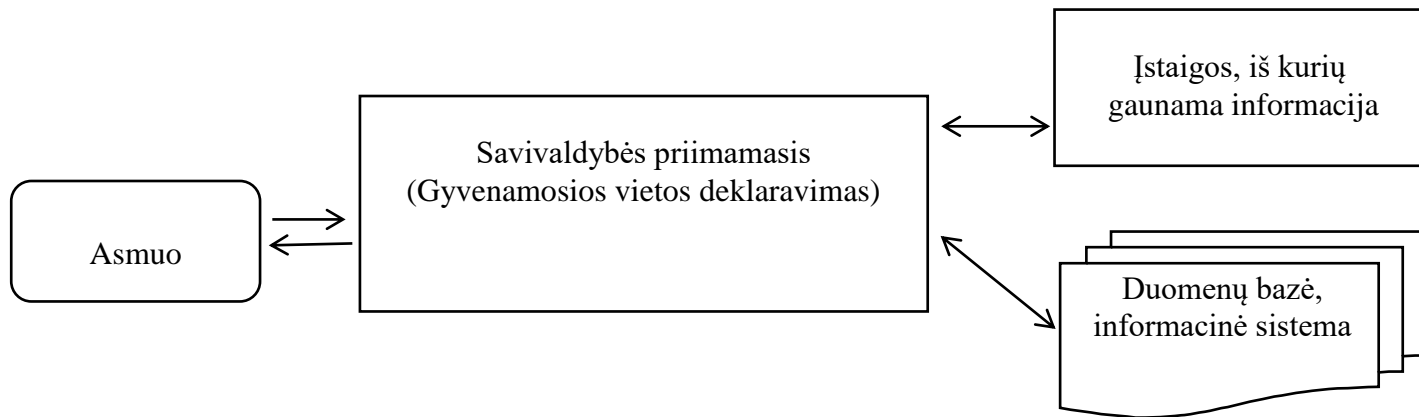 Asmuo
Savivaldybės priimamasis
(Gyvenamosios vietos deklaravimas)
Įstaigos, iš kurių
gaunama informacija
Duomenų bazė,
informacinė sistema